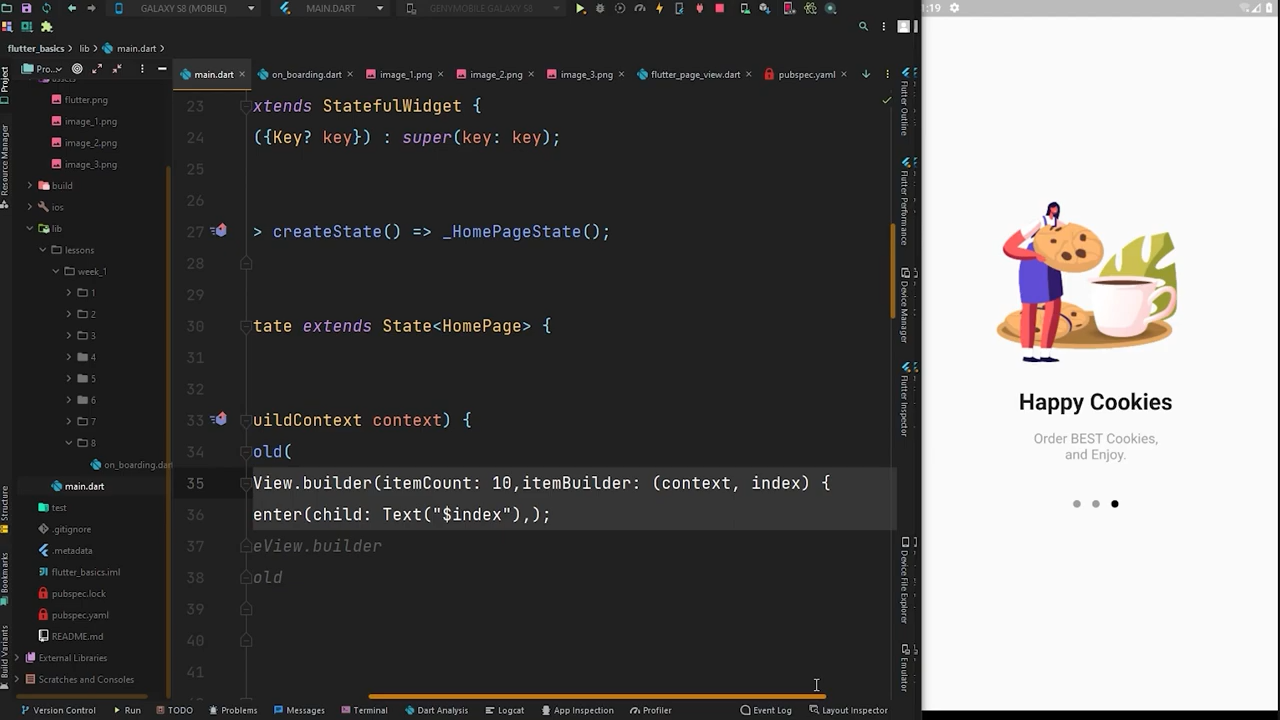 GALAXY S8 (MOBILE)
MAIN.DART
GENYMOBILE GALAXY S8
:19
flutter_basics
lib
main.dart
Pro...
main.dart
on_boarding.dart
image_1.png
image_2.png
image_3.png
flutter_page_view.dart
pubspec.yaml
Project
Resource Manager
Structure
Bookmarks
Build Variants
assets
flutter.png
image_1.png
image_2.png
image_3.png
build
ios
lib
lessons
week_1
1
2
3
4
5
6
7
8
on_boarding.dart
main.dart
test
.gitignore
.metadata
flutter_basics.iml
pubspec.lock
pubspec.yaml
README.md
External Libraries
Scratches and Consoles
23 xtends StatefulWidget {
24 ({Key? key}) : super(key: key);
25
26
27 > createState() => _HomePageState();
28
29
30 tate extends State<HomePage> {
31
32
33 uildContext context) {
34 old(
35 View.builder(itemCount: 10,itemBuilder: (context, index) {
36 enter(child: Text("$index"),);
37 eView.builder
38 old
39
40
41
Flutter Outline
Flutter Performance
Device Manager
Flutter Inspector
Device File Explorer
Emulator
Happy Cookies
Order BEST Cookies,
and Enjoy.
Version Control
Run
TODO
Problems
Messages
Terminal
Dart Analysis
Logcat
App Inspection
Profiler
Event Log
Layout Inspector